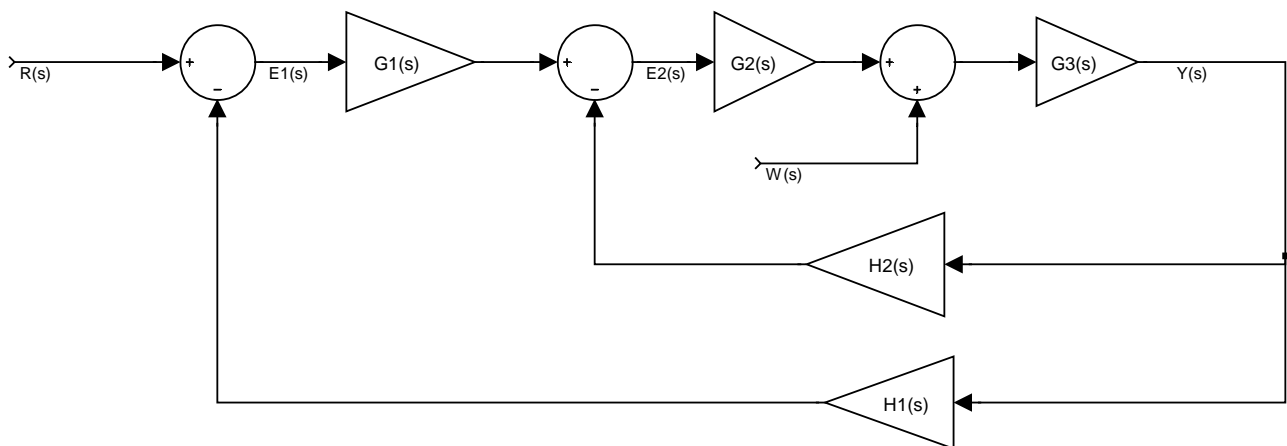 R(s)
+
−
E1(s)
G1(s)
+
−
E2(s)
G2(s)
+
+
W(s)
G3(s)
Y(s)
H2(s)
H1(s)